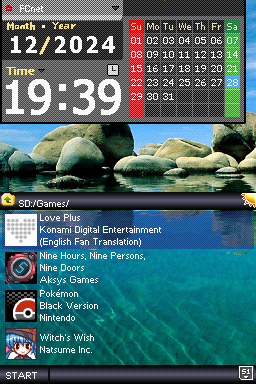 FCnet
Month • Year
12/2024
Time
19:39
Su Mo Tu We Th Fr Sa
01 02 03 04 05 06 07
08 09 10 11 12 13 14
15 16 17 18 19 20 21
22 23 24 25 26 27 28
29 30 31
SD:/Games/
Love Plus
Konami Digital Entertainment
(English Fan Translation)
Nine Hours, Nine Persons,
Nine Doors
Aksys Games
Pokémon
Black Version
Nintendo
Witch's Wish
Natsume Inc.
START